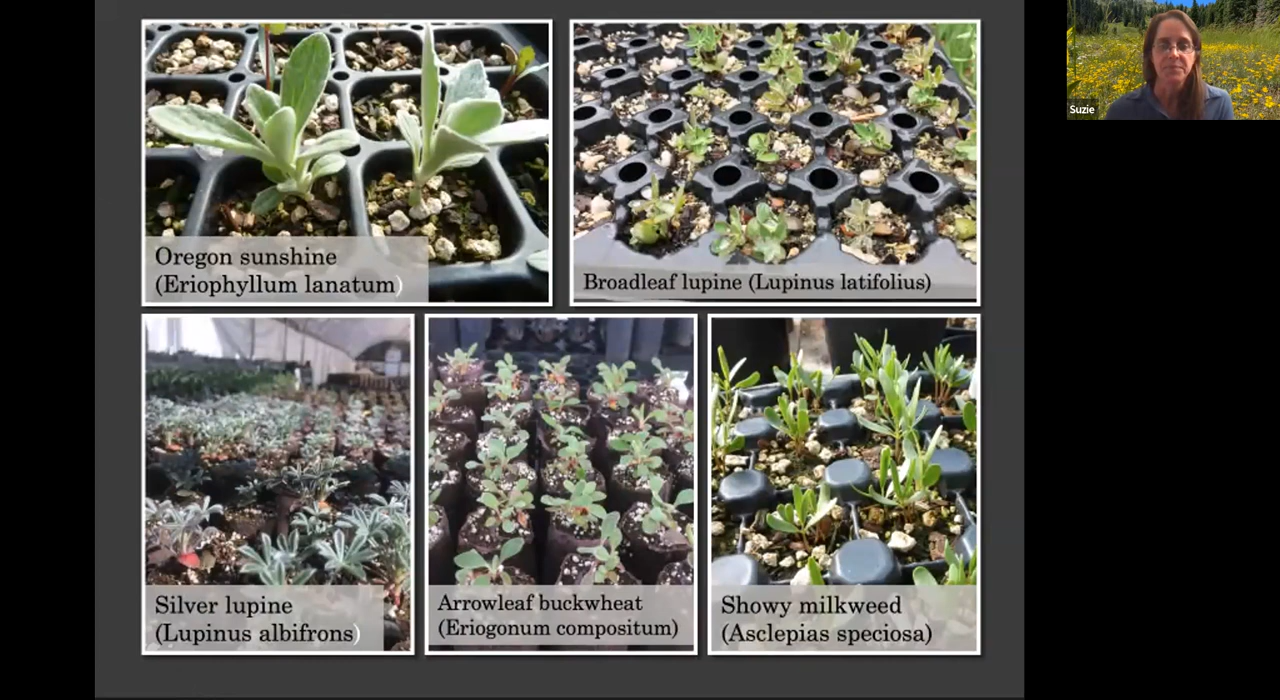 Suzie
Oregon sunshine
(Eriophyllum lanatum)
Broadleaf lupine (Lupinus latifolius)
Silver lupine
(Lupinus albifrons)
Arrowleaf buckwheat
(Eriogonum compositum)
Showy milkweed
(Asclepias speciosa)